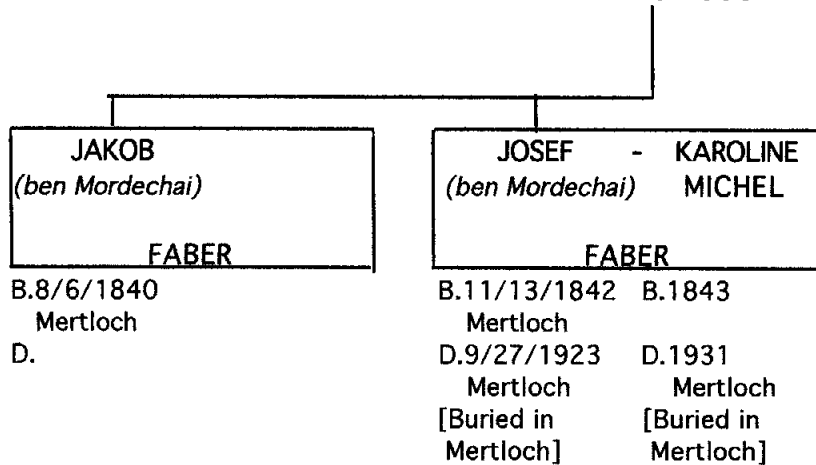 JAKOB
(ben Mordechai)
FABER
B.8/6/1840
Mertloch
D.
JOSEF - KAROLINE
(ben Mordechai) MICHEL
FABER
B.11/13/1842 B.1843
Mertloch
D.9/27/1923 D.1931
Mertloch Mertloch
[Buried in [Buried in
Mertloch] Mertloch]